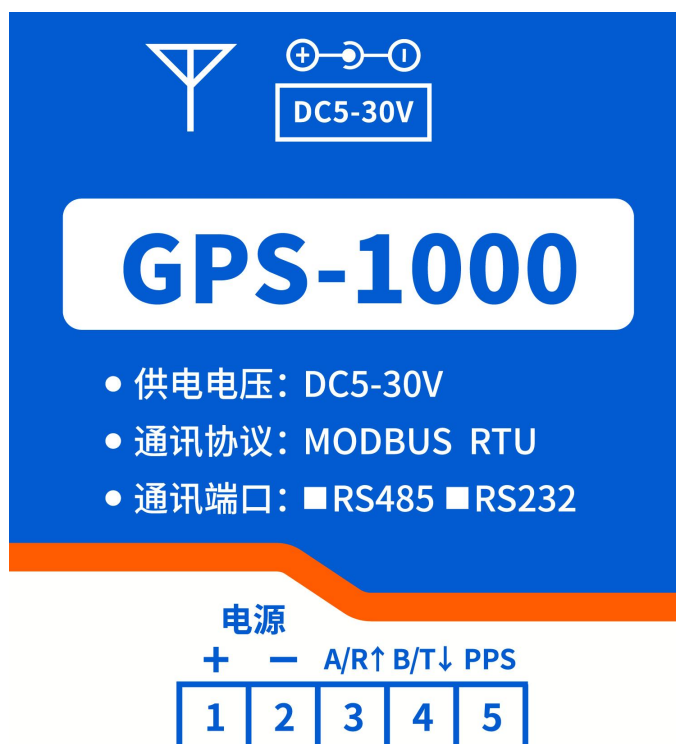 DC5-30V
GPS-1000
● 供电电压：DC5-30V
● 通讯协议：MODBUS RTU
● 通讯端口：■RS485 ■RS232
电源
+ − A/R↑ B/T↓ PPS
1 2 3 4 5